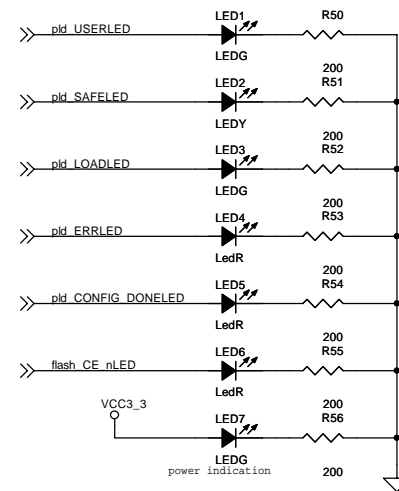 LED1 R50
pld_USERLED
LEDG
LED2 200
R51
pld_SAFELED
LEDY
LED3 200
R52
pld_LOADLED
LEDG
LED4 200
R53
pld_ERRLED
LedR
LED5 200
R54
pld_CONFIG_DONELED
LedR
LED6 200
R55
flash_CE_nLED
LedR
VCC3_3 200
LED7 R56
LEDG
power indication 200